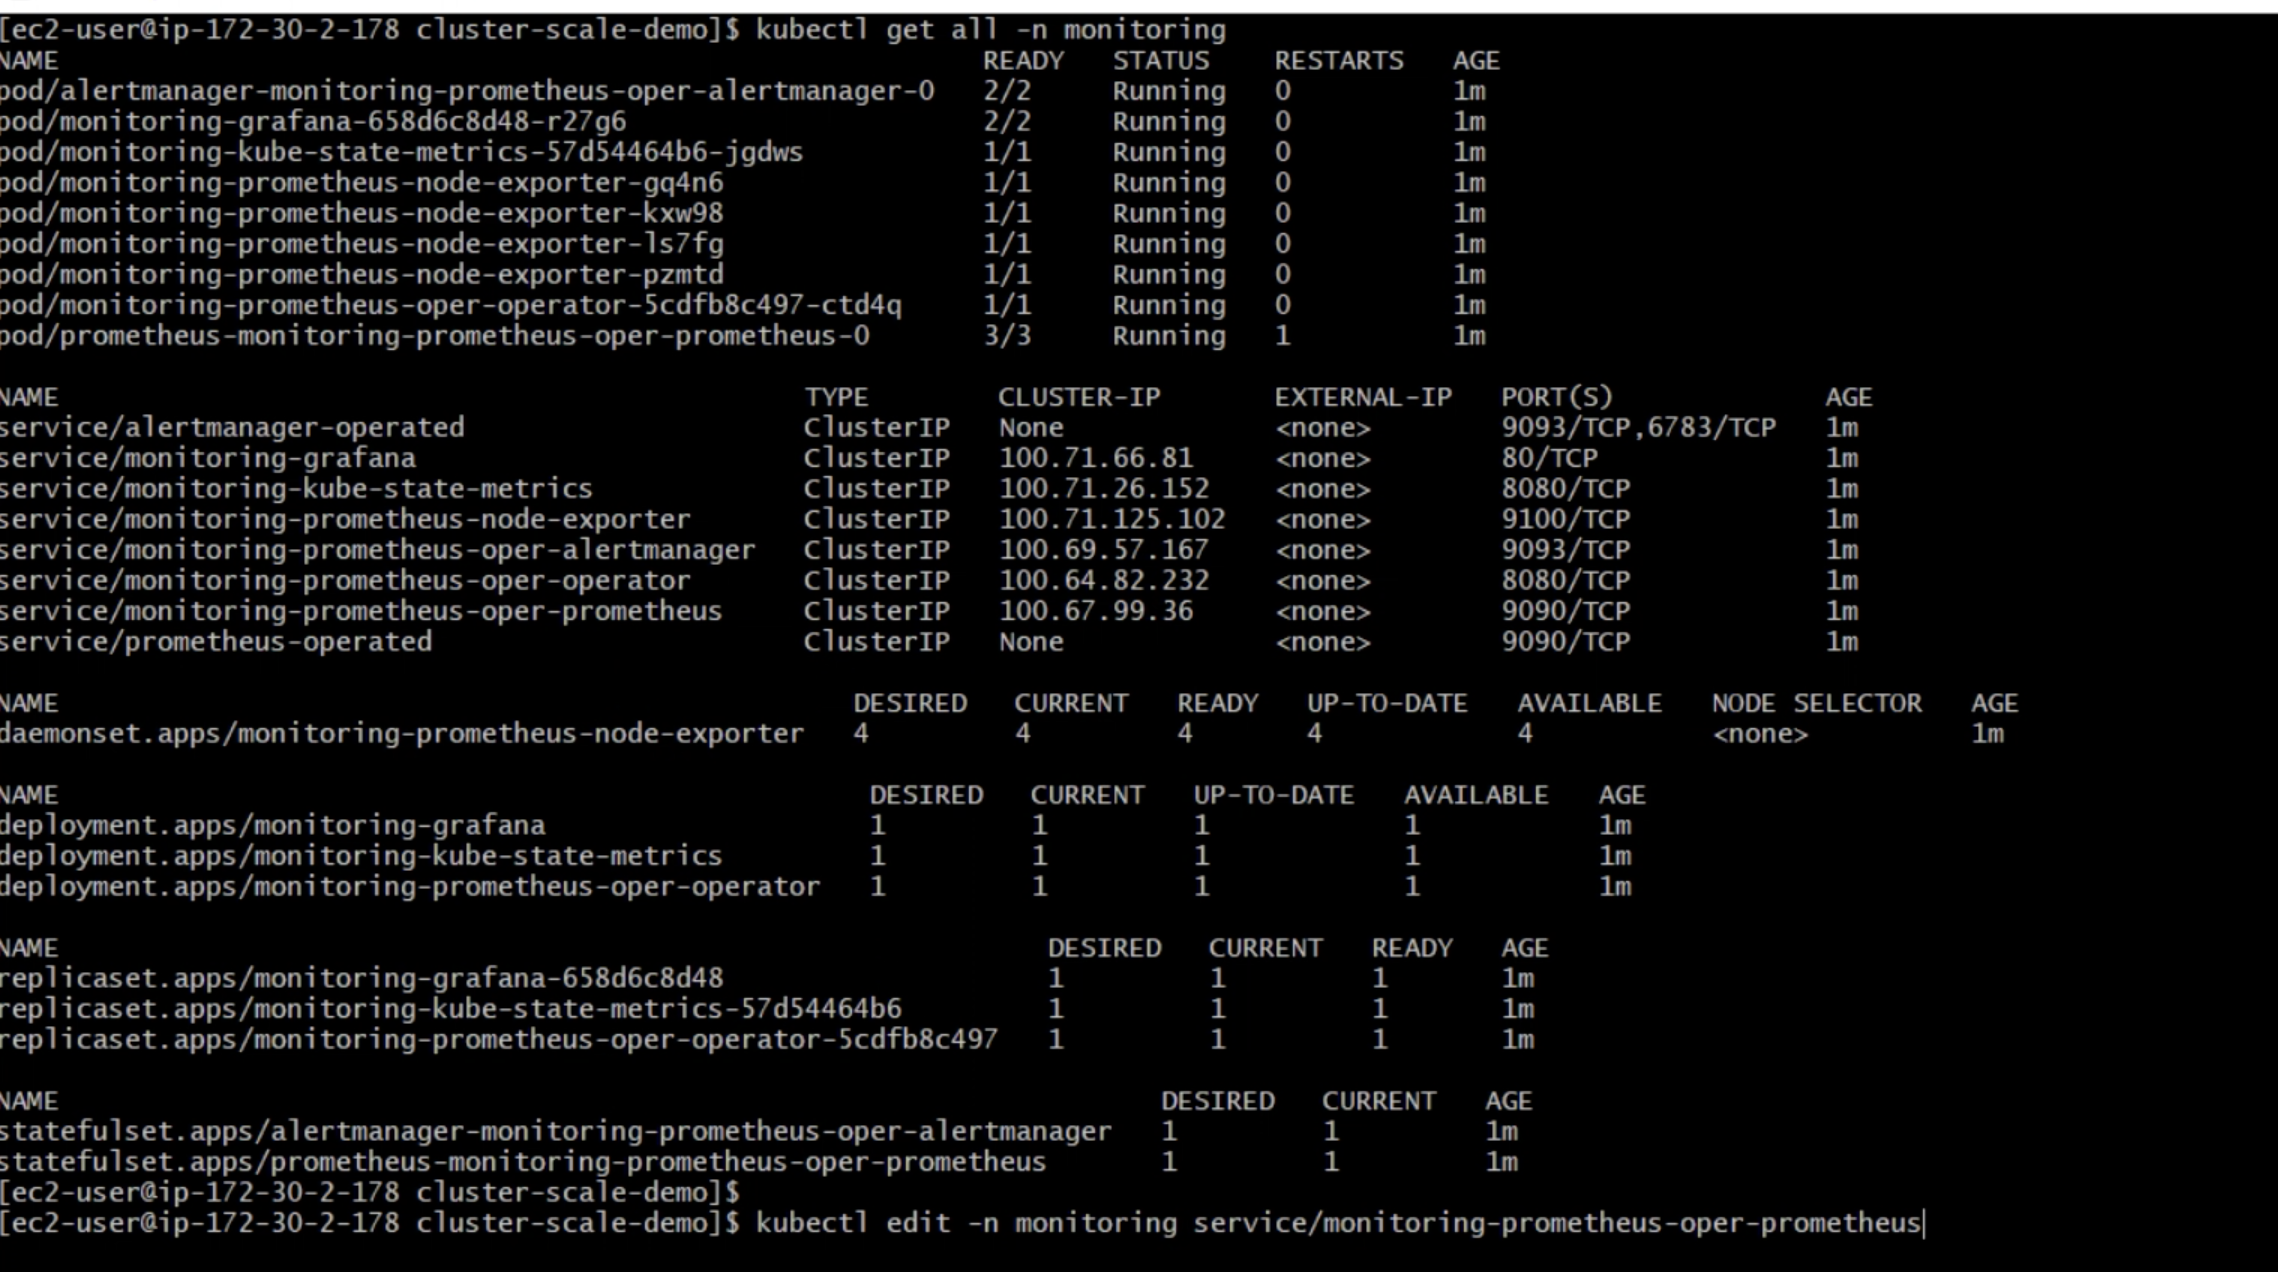 [ec2-user@ip-172-30-2-178 cluster-scale-demo]$ kubectl get all -n monitoring
NAME READY STATUS RESTARTS AGE
pod/alertmanager-monitoring-prometheus-oper-alertmanager-0 2/2 Running 0 1m
pod/monitoring-grafana-658d6c8d48-r27g6 2/2 Running 0 1m
pod/monitoring-kube-state-metrics-57d54464b6-jgdws 1/1 Running 0 1m
pod/monitoring-prometheus-node-exporter-gq4n6 1/1 Running 0 1m
pod/monitoring-prometheus-node-exporter-kxw98 1/1 Running 0 1m
pod/monitoring-prometheus-node-exporter-ls7fg 1/1 Running 0 1m
pod/monitoring-prometheus-node-exporter-pzmtd 1/1 Running 0 1m
pod/monitoring-prometheus-oper-operator-5cdfb8c497-ctd4q 1/1 Running 0 1m
pod/prometheus-monitoring-prometheus-oper-prometheus-0 3/3 Running 1 1m
NAME TYPE CLUSTER-IP EXTERNAL-IP PORT(S) AGE
service/alertmanager-operated ClusterIP None <none> 9093/TCP,6783/TCP 1m
service/monitoring-grafana ClusterIP 100.71.66.81 <none> 80/TCP 1m
service/monitoring-kube-state-metrics ClusterIP 100.71.26.152 <none> 8080/TCP 1m
service/monitoring-prometheus-node-exporter ClusterIP 100.71.125.102 <none> 9100/TCP 1m
service/monitoring-prometheus-oper-alertmanager ClusterIP 100.69.57.167 <none> 9093/TCP 1m
service/monitoring-prometheus-oper-operator ClusterIP 100.64.82.232 <none> 8080/TCP 1m
service/monitoring-prometheus-oper-prometheus ClusterIP 100.67.99.36 <none> 9090/TCP 1m
service/prometheus-operated ClusterIP None <none> 9090/TCP 1m
NAME DESIRED CURRENT READY UP-TO-DATE AVAILABLE NODE SELECTOR AGE
daemonset.apps/monitoring-prometheus-node-exporter 4 4 4 4 4 <none> 1m
NAME DESIRED CURRENT UP-TO-DATE AVAILABLE AGE
deployment.apps/monitoring-grafana 1 1 1 1 1m
deployment.apps/monitoring-kube-state-metrics 1 1 1 1 1m
deployment.apps/monitoring-prometheus-oper-operator 1 1 1 1 1m
NAME DESIRED CURRENT READY AGE
replicaset.apps/monitoring-grafana-658d6c8d48 1 1 1 1m
replicaset.apps/monitoring-kube-state-metrics-57d54464b6 1 1 1 1m
replicaset.apps/monitoring-prometheus-oper-operator-5cdfb8c497 1 1 1 1m
NAME DESIRED CURRENT AGE
statefulset.apps/alertmanager-monitoring-prometheus-oper-alertmanager 1 1 1m
statefulset.apps/prometheus-monitoring-prometheus-oper-prometheus 1 1 1m
[ec2-user@ip-172-30-2-178 cluster-scale-demo]$
[ec2-user@ip-172-30-2-178 cluster-scale-demo]$ kubectl edit -n monitoring service/monitoring-prometheus-oper-prometheus